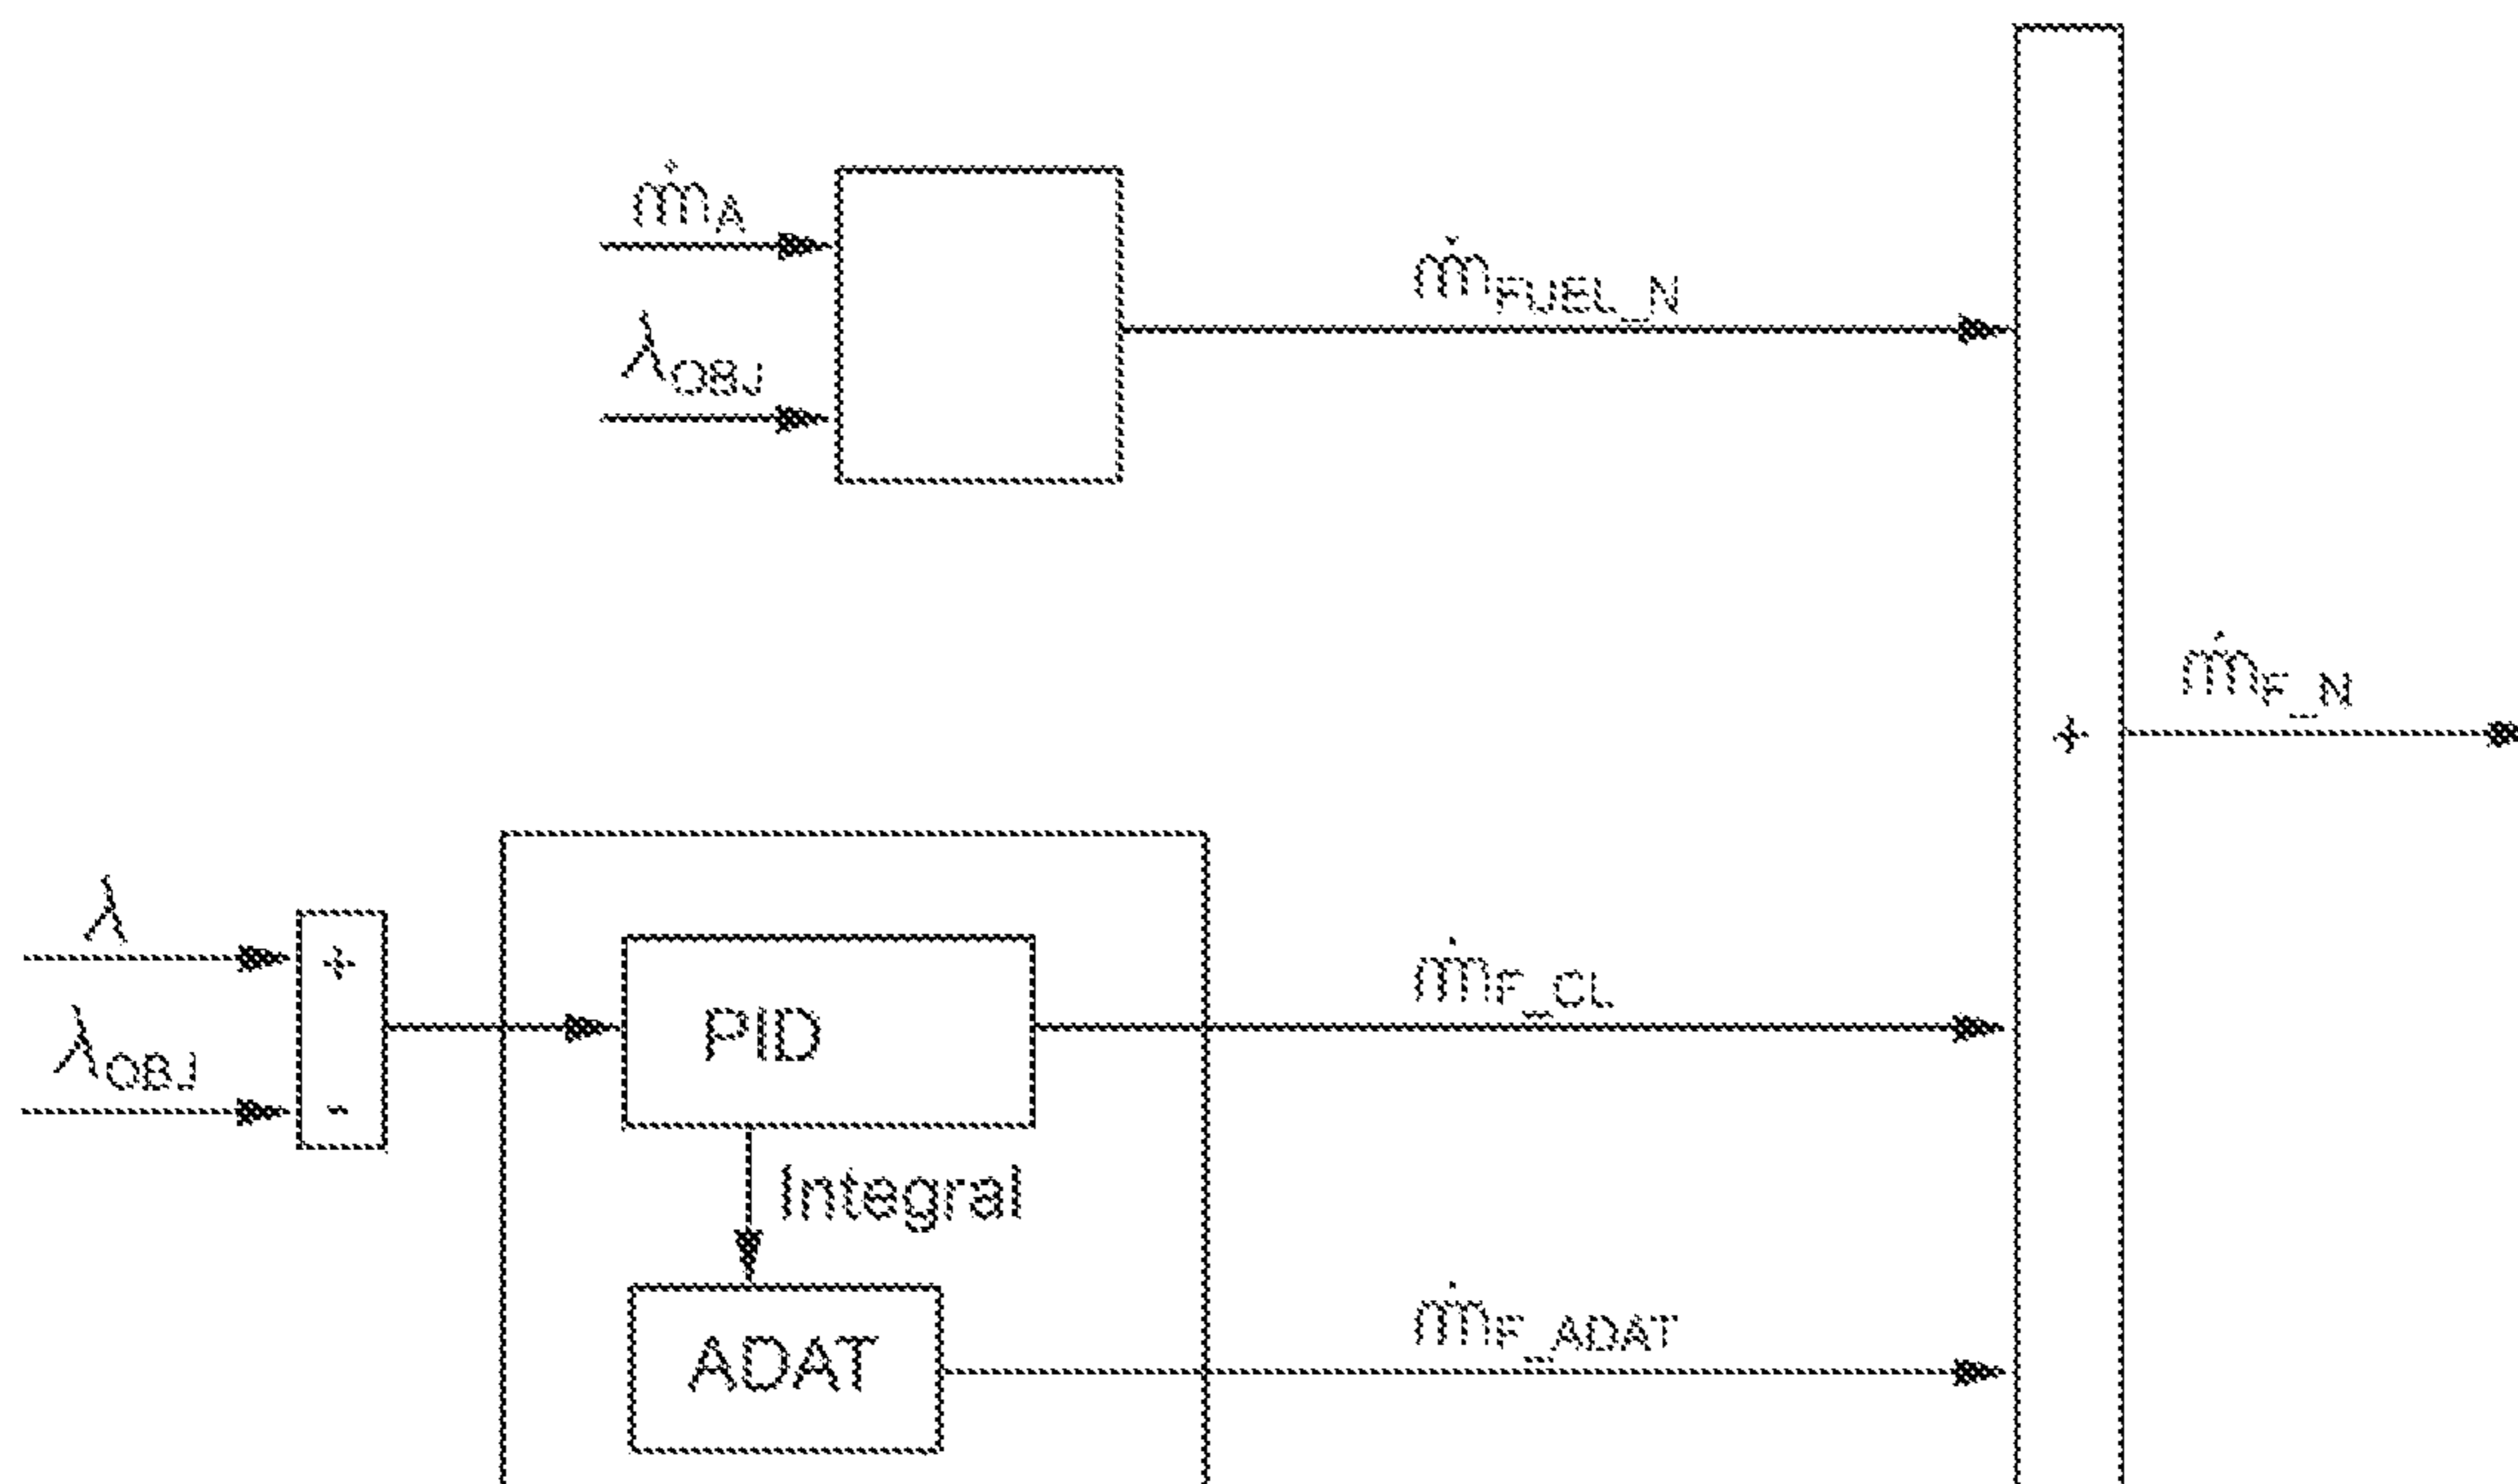 ṁA
ṁFUEL_N
λOBJ
ṁF_N
+
λ
+
ṁF_CL
PID
λOBJ
-
Integral
ṁF_ADAT
ADAT